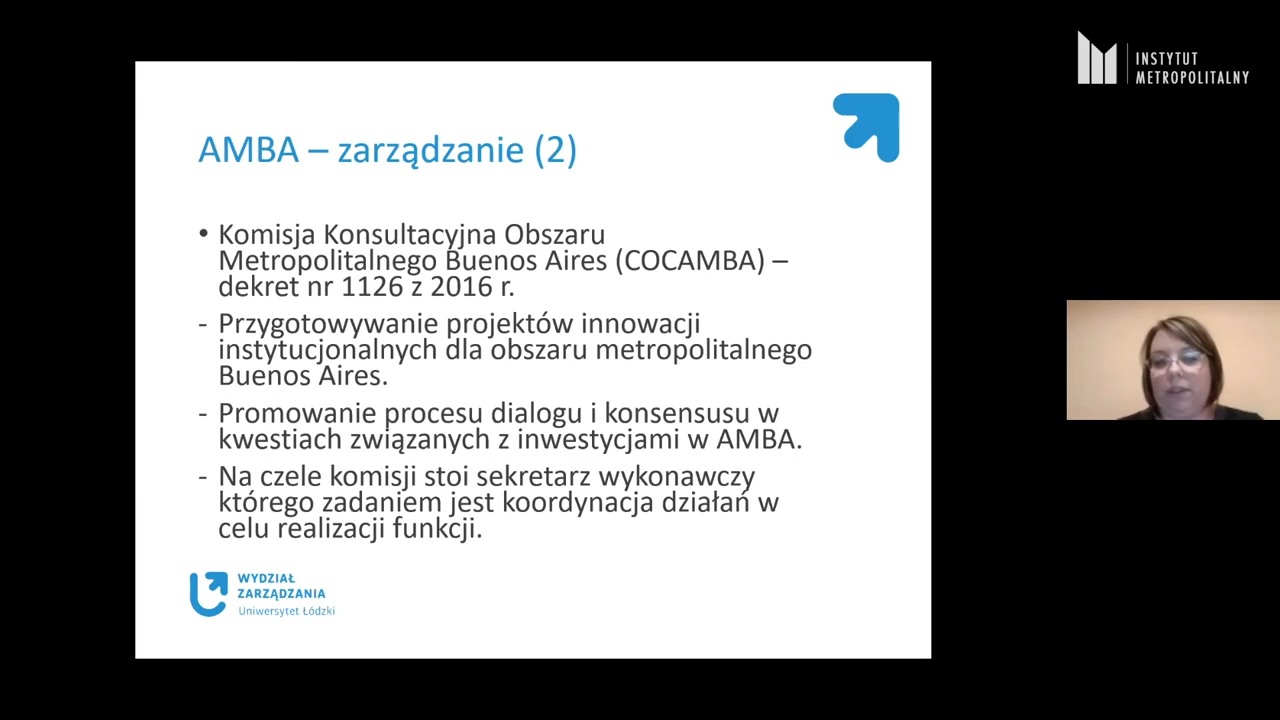 INSTYTUT
METROPOLITALNY
AMBA – zarządzanie (2)
• Komisja Konsultacyjna Obszaru
Metropolitalnego Buenos Aires (COCAMBA) –
dekret nr 1126 z 2016 r.
- Przygotowywanie projektów innowacji
instytucjonalnych dla obszaru metropolitalnego
Buenos Aires.
- Promowanie procesu dialogu i konsensusu w
kwestiach związanych z inwestycjami w AMBA.
- Na czele komisji stoi sekretarz wykonawczy
którego zadaniem jest koordynacja działań w
celu realizacji funkcji.
WYDZIAŁ
ZARZĄDZANIA
Uniwersytet Łódzki